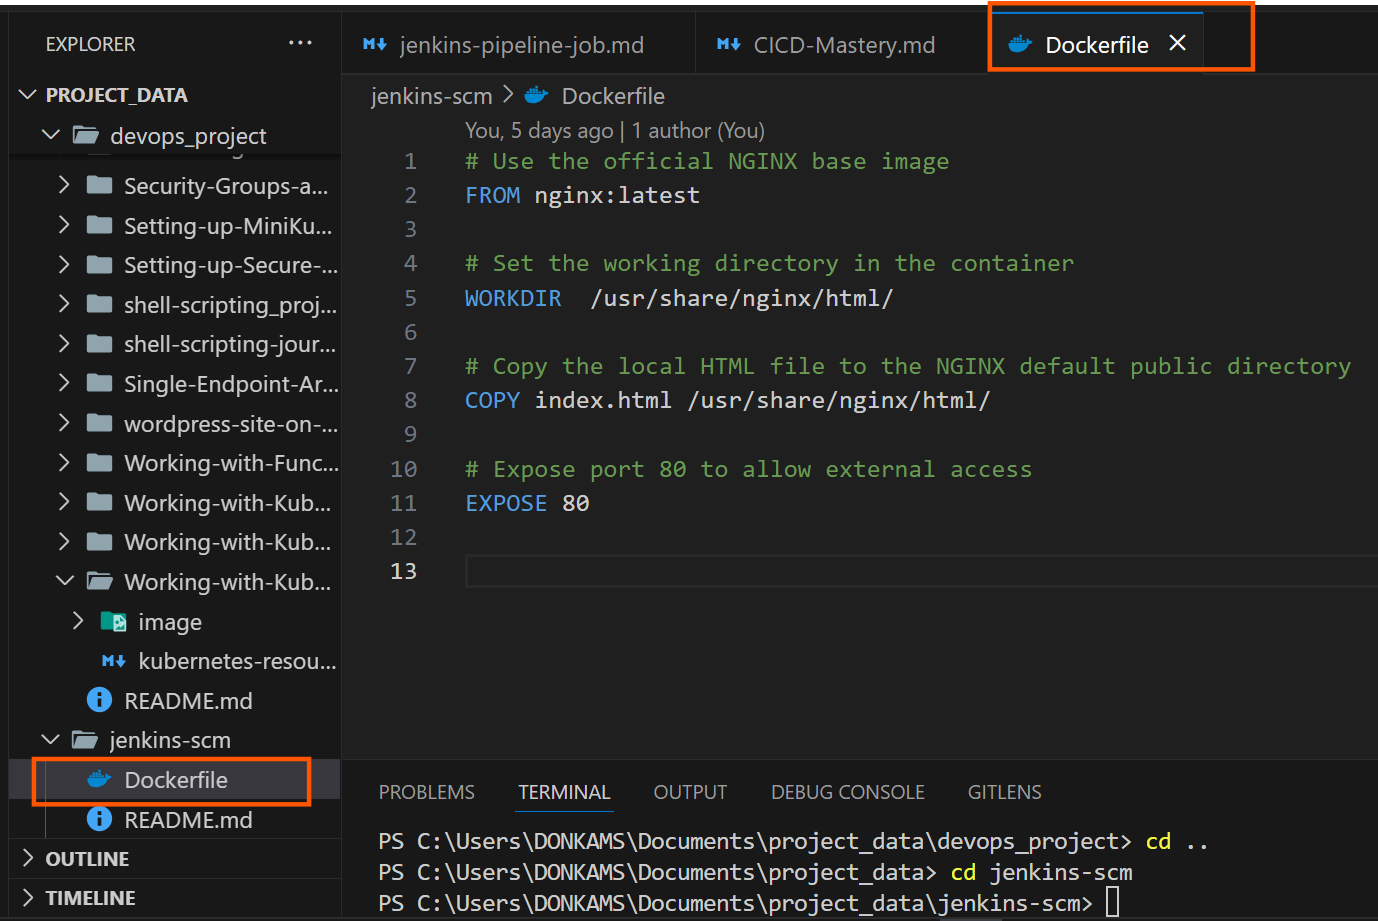 EXPLORER
PROJECT_DATA
devops_project
Security-Groups-a...
Setting-up-MiniKu...
Setting-up-Secure-...
shell-scripting_proj...
shell-scripting-jour...
Single-Endpoint-Ar...
wordpress-site-on-...
Working-with-Func...
Working-with-Kub...
Working-with-Kub...
Working-with-Kub...
image
kubernetes-resou...
README.md
jenkins-scm
Dockerfile
README.md
OUTLINE
TIMELINE
jenkins-pipeline-job.md CICD-Mastery.md Dockerfile
jenkins-scm > Dockerfile
You, 5 days ago | 1 author (You)
1 # Use the official NGINX base image
2 FROM nginx:latest
3
4 # Set the working directory in the container
5 WORKDIR  /usr/share/nginx/html/
6
7 # Copy the local HTML file to the NGINX default public directory
8 COPY index.html /usr/share/nginx/html/
9
10 # Expose port 80 to allow external access
11 EXPOSE 80
12
13
PROBLEMS TERMINAL OUTPUT DEBUG CONSOLE GITLENS
PS C:\Users\DONKAMS\Documents\project_data\devops_project> cd ..
PS C:\Users\DONKAMS\Documents\project_data> cd jenkins-scm
PS C:\Users\DONKAMS\Documents\project_data\jenkins-scm>